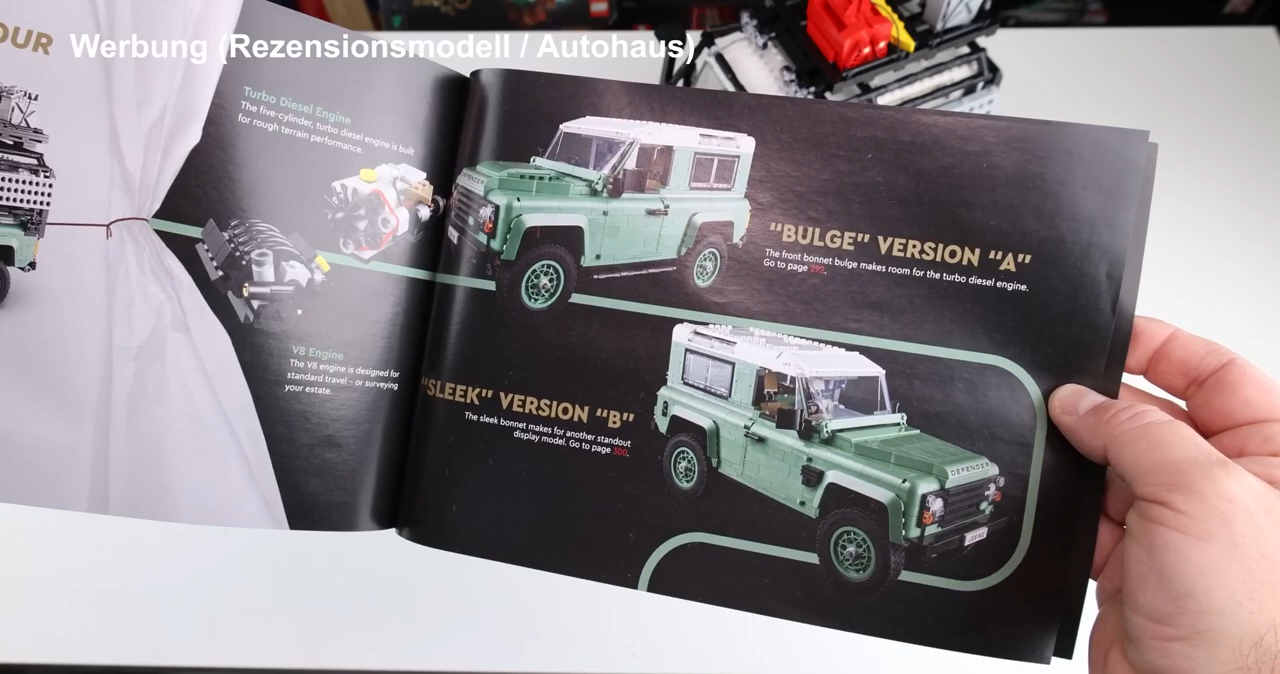 OUR
Werbung (Rezensionsmodell / Autohaus)
Turbo Diesel Engine
The five-cylinder, turbo diesel engine is built
for rough terrain performance.
V8 Engine
The V8 engine is designed for
standard travel – or surveying
your estate.
DEFENDER
“BULGE” VERSION “A”
The front bonnet bulge makes room for the turbo diesel engine.
Go to page 292.
“SLEEK” VERSION “B”
The sleek bonnet makes for another standout
display model. Go to page 300.
DEFENDER